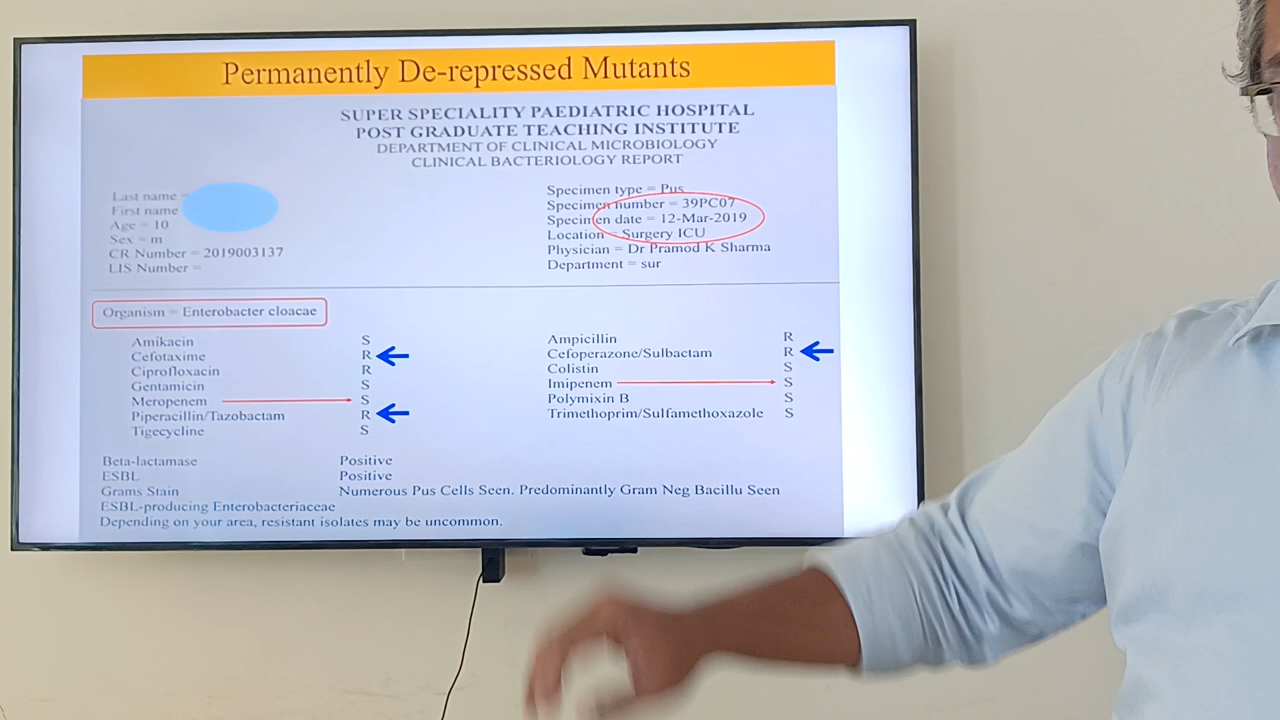 Permanently De-repressed Mutants
SUPER SPECIALITY PAEDIATRIC HOSPITAL
POST GRADUATE TEACHING INSTITUTE
DEPARTMENT OF CLINICAL MICROBIOLOGY
CLINICAL BACTERIOLOGY REPORT
Last name =
First name
Age = 10
Sex = m
CR Number = 2019003137
LIS Number =
Specimen type = Pus
Specimen number = 39PC07
Specimen date = 12-Mar-2019
Location = Surgery ICU
Physician = Dr Pramod K Sharma
Department = sur
Organism = Enterobacter cloacae
Amikacin S
Cefotaxime R
Ciprofloxacin R
Gentamicin S
Meropenem S
Piperacillin/Tazobactam R
Tigecycline S
Ampicillin R
Cefoperazone/Sulbactam R
Colistin S
Imipenem S
Polymixin B S
Trimethoprim/Sulfamethoxazole S
Beta-lactamase Positive
ESBL Positive
Grams Stain Numerous Pus Cells Seen. Predominantly Gram Neg Bacillu Seen
ESBL-producing Enterobacteriaceae
Depending on your area, resistant isolates may be uncommon.